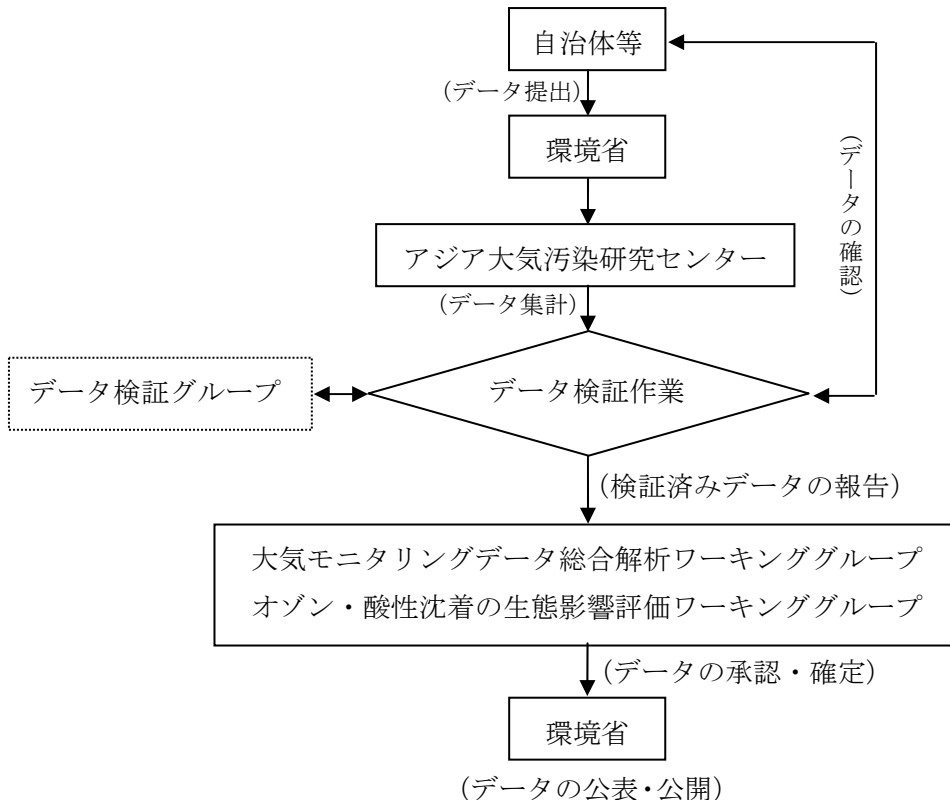 自治体等
(データ提出)
環境省
(データの確認)
アジア大気汚染研究センター
(データ集計)
データ検証グループ
データ検証作業
(検証済みデータの報告)
大気モニタリングデータ総合解析ワーキンググループ
オゾン・酸性沈着の生態影響評価ワーキンググループ
(データの承認・確定)
環境省
(データの公表・公開)